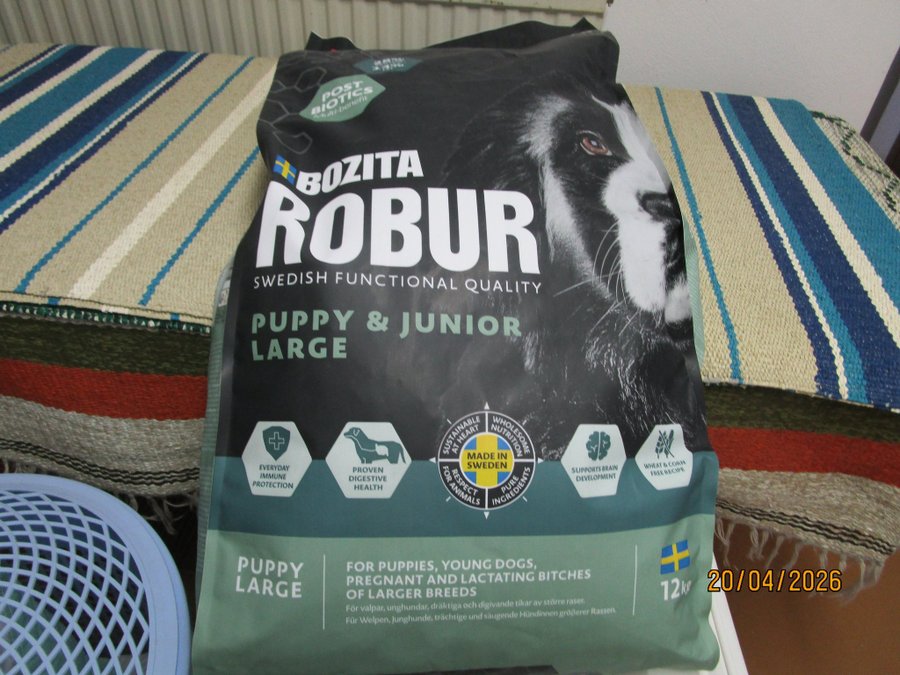 POST
BIOTICS
Multi-benefit
BOZITA
ROBUR
SWEDISH FUNCTIONAL QUALITY
PUPPY & JUNIOR
LARGE
EVERYDAY
IMMUNE
PROTECTION
PROVEN
DIGESTIVE
HEALTH
SUSTAINABLE
AT HEART
WHOLESOME
NUTRITION
MADE IN
SWEDEN
RESPECT
FOR ANIMALS
PURE
INGREDIENTS
SUPPORTS BRAIN
DEVELOPMENT
WHEAT & CORN
FREE RECIPE
PUPPY
LARGE
FOR PUPPIES, YOUNG DOGS,
PREGNANT AND LACTATING BITCHES
OF LARGER BREEDS
För valpar, unghundar, dräktiga och digivande tikar av större raser.
Für Welpen, Junghunde, trächtige und säugende Hündinnen größerer Rassen.
12kg
20/04/2026